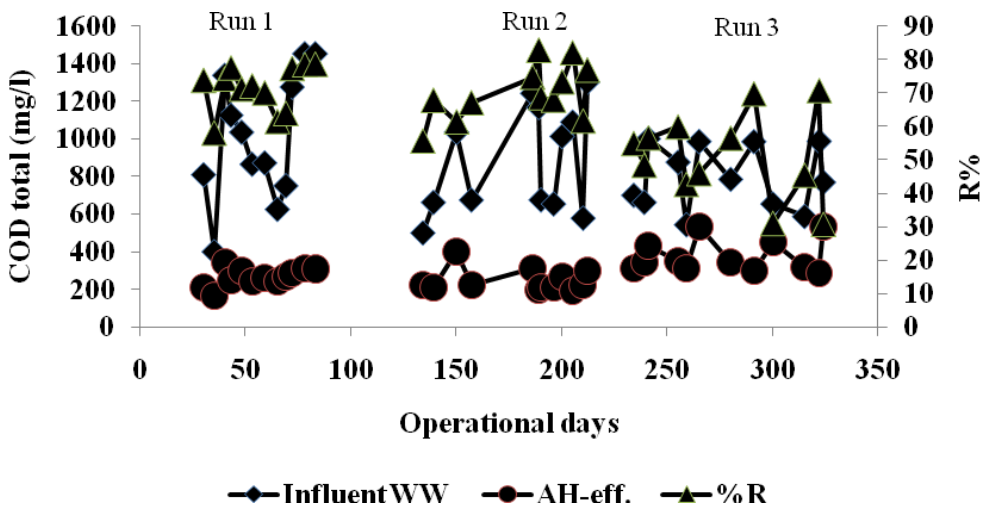 Run 1
Run 2
Run 3
COD total (mg/l)
1600
1400
1200
1000
800
600
400
200
0
R%
90
80
70
60
50
40
30
20
10
0
0 50 100 150 200 250 300 350
Operational days
Influent WW AH-eff. %R